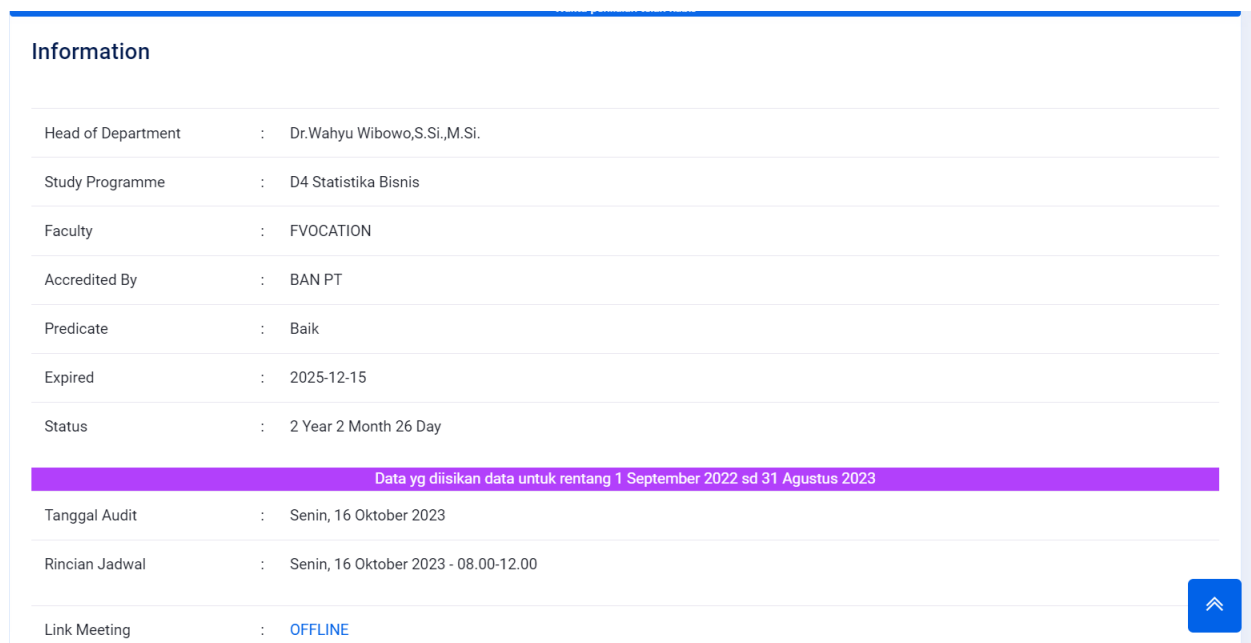 Information
Head of Department : Dr.Wahyu Wibowo,S.Si.,M.Si.
Study Programme : D4 Statistika Bisnis
Faculty : FVOCATION
Accredited By : BAN PT
Predicate : Baik
Expired : 2025-12-15
Status : 2 Year 2 Month 26 Day
Data yg diisikan data untuk rentang 1 September 2022 sd 31 Agustus 2023
Tanggal Audit : Senin, 16 Oktober 2023
Rincian Jadwal : Senin, 16 Oktober 2023 - 08.00-12.00
Link Meeting : OFFLINE